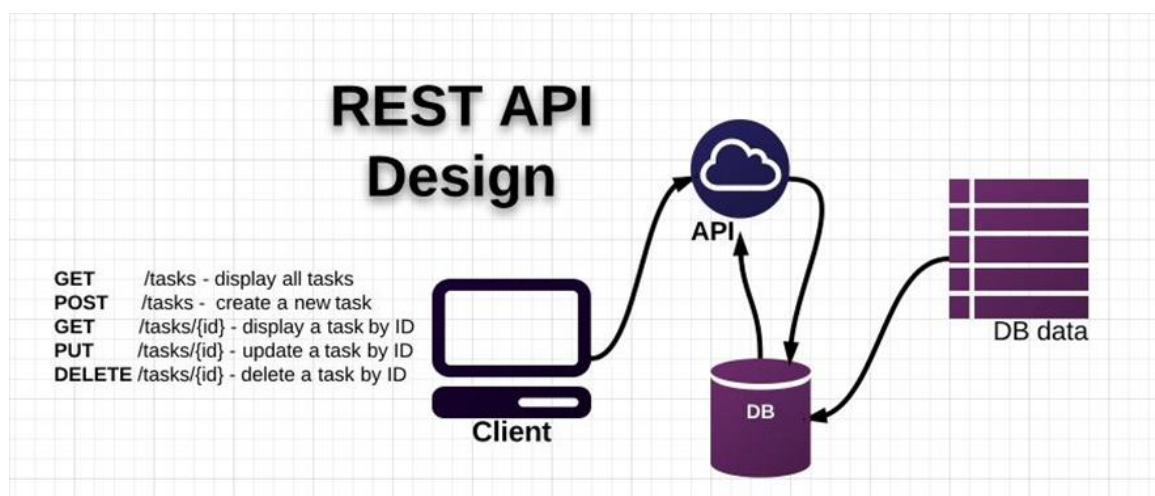 REST API
Design
API
GET /tasks - display all tasks
POST /tasks - create a new task
GET /tasks/{id} - display a task by ID
PUT /tasks/{id} - update a task by ID
DELETE /tasks/{id} - delete a task by ID
Client
DB
DB data